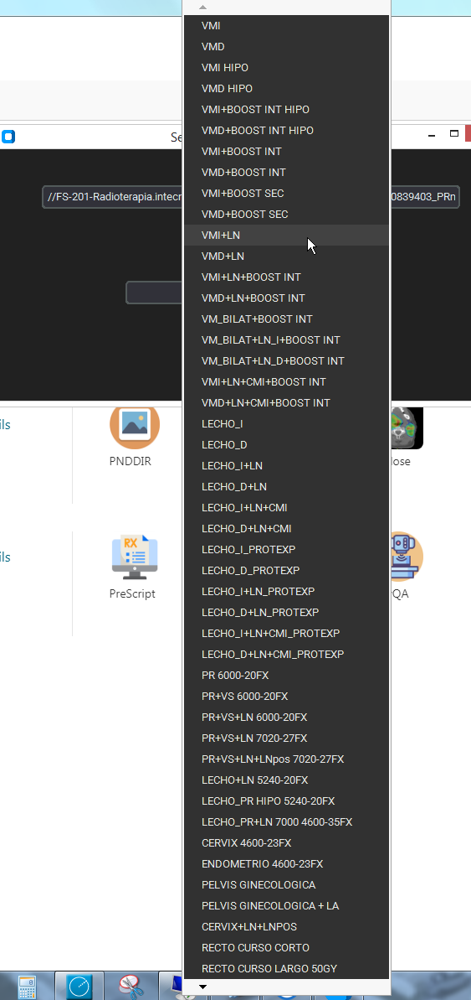 VMI
VMD
VMI HIPO
VMD HIPO
VMI+BOOST INT HIPO
VMD+BOOST INT HIPO
VMI+BOOST INT
VMD+BOOST INT
VMI+BOOST SEC
VMD+BOOST SEC
VMI+LN
VMD+LN
VMI+LN+BOOST INT
VMD+LN+BOOST INT
VM_BILAT+BOOST INT
VM_BILAT+LN_I+BOOST INT
VM_BILAT+LN_D+BOOST INT
VMI+LN+CMI+BOOST INT
VMD+LN+CMI+BOOST INT
LECHO_I
LECHO_D
LECHO_I+LN
LECHO_D+LN
LECHO_I+LN+CMI
LECHO_D+LN+CMI
LECHO_I_PROTEXP
LECHO_D_PROTEXP
LECHO_I+LN_PROTEXP
LECHO_D+LN_PROTEXP
LECHO_I+LN+CMI_PROTEXP
LECHO_D+LN+CMI_PROTEXP
PR 6000-20FX
PR+VS 6000-20FX
PR+VS+LN 6000-20FX
PR+VS+LN 7020-27FX
PR+VS+LN+LNpos 7020-27FX
LECHO+LN 5240-20FX
LECHO_PR HIPO 5240-20FX
LECHO_PR+LN 7000 4600-35FX
CERVIX 4600-23FX
ENDOMETRIO 4600-23FX
PELVIS GINECOLOGICA
PELVIS GINECOLOGICA + LA
CERVIX+LN+LNPOS
RECTO CURSO CORTO
RECTO CURSO LARGO 50GY
Se
//FS-201-Radioterapia.intecn
0839403_PRn
ils
PNDDIR
lose
ils
RX
PreScript
QA